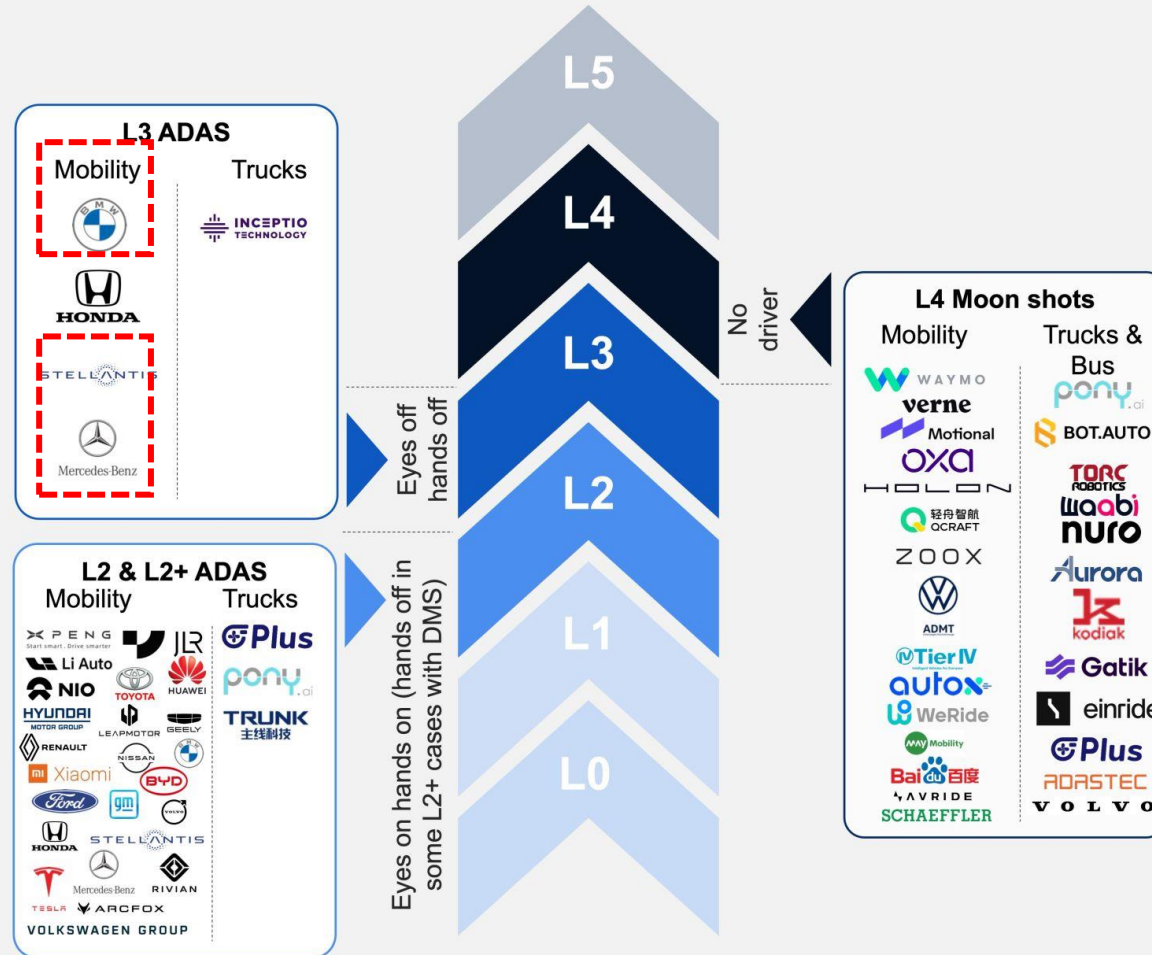 L5
L4
L3
L2
L1
L0
L3 ADAS
Mobility
Trucks
BMW
INCEPTIO
TECHNOLOGY
HONDA
STELLANTIS
Mercedes-Benz
Eyes off
hands off
L2 & L2+ ADAS
Mobility
Trucks
XPENG
Start smart. Drive smarter
JLR
Li Auto
TOYOTA
HUAWEI
NIO
HYUNDAI
MOTOR GROUP
LEAPMOTOR
GEELY
RENAULT
NISSAN
BMW
mi Xiaomi
BYD
Ford
gm
VOLVO
HONDA
STELLANTIS
Mercedes-Benz
RIVIAN
TESLA
ARCFOX
VOLKSWAGEN GROUP
Plus
pony.ai
TRUNK
主线科技
Eyes on hands on (hands off in
some L2+ cases with DMS)
No
driver
L4 Moon shots
Mobility
WAYMO
verne
Motional
oxa
HOLON
轻舟智航
QCRAFT
ZOOX
ADMT
Tier IV
autox
WeRide
MAY Mobility
Baidu百度
AVRIDE
SCHAEFFLER
Trucks &
Bus
pony.ai
BOT.AUTO
TORC
ROBOTICS
waabi
nuro
Aurora
kodiak
Gatik
einride
Plus
ADASTEC
VOLVO